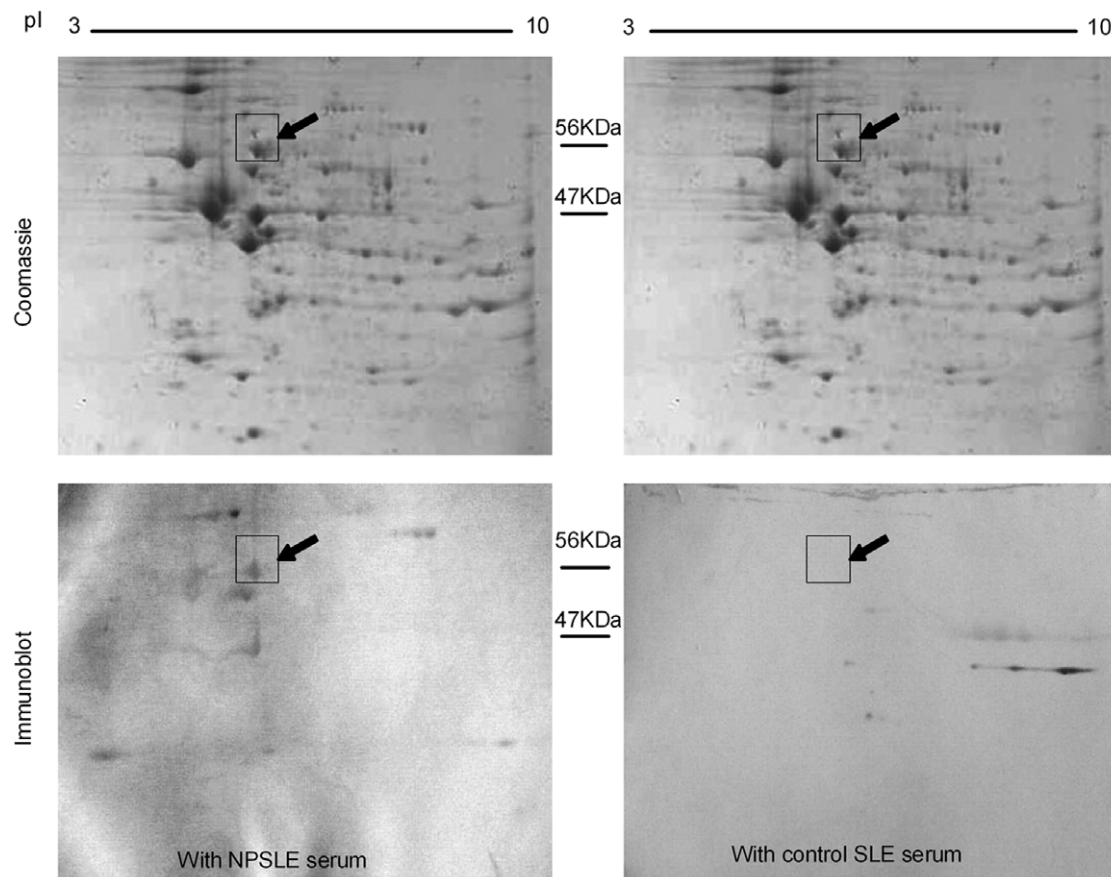 pI 3 10 3 10
Coomassie
56KDa
47KDa
Immunoblot
56KDa
47KDa
With NPSLE serum
With control SLE serum